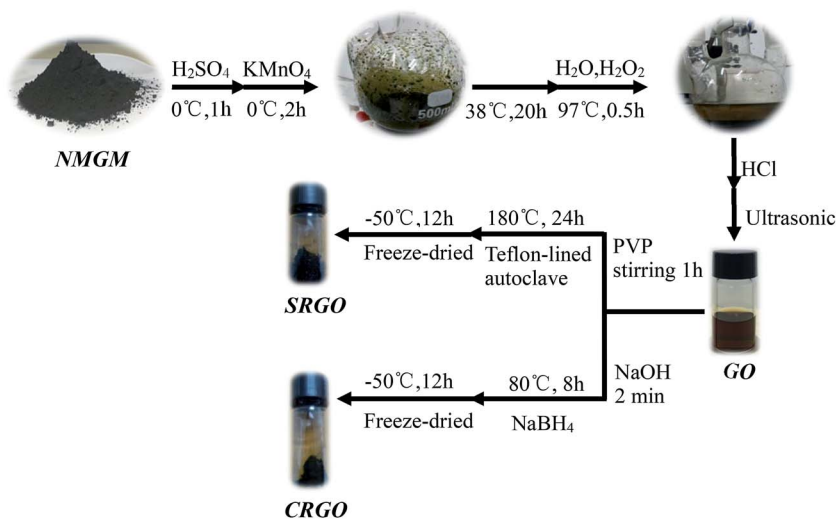 H₂SO₄ KMnO₄
0℃,1h 0℃,2h
NMGM
500ml
H₂O,H₂O₂
38℃,20h 97℃,0.5h
HCl
Ultrasonic
GO
PVP
stirring 1h
180℃, 24h
Teflon-lined
autoclave
-50℃,12h
Freeze-dried
SRGO
NaOH
2 min
80℃, 8h
NaBH₄
-50℃,12h
Freeze-dried
CRGO